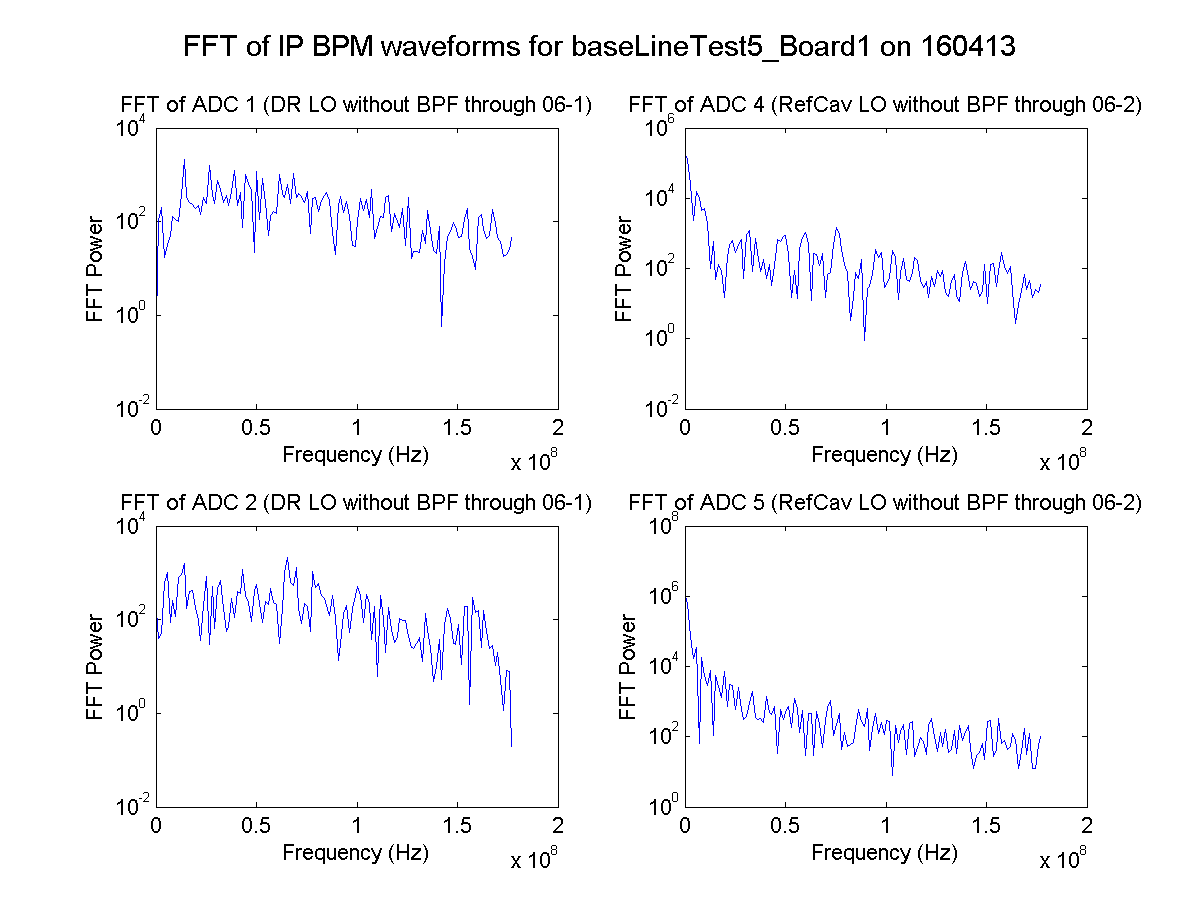 FFT of IP BPM waveforms for baseLineTest5_Board1 on 160413
FFT of ADC 1 (DR LO without BPF through 06-1)
10^4
10^2
10^0
10^-2
FFT Power
0 0.5 1 1.5 2
Frequency (Hz)
x 10^8
FFT of ADC 4 (RefCav LO without BPF through 06-2)
10^6
10^4
10^2
10^0
10^-2
FFT Power
0 0.5 1 1.5 2
Frequency (Hz)
x 10^8
FFT of ADC 2 (DR LO without BPF through 06-1)
10^4
10^2
10^0
10^-2
FFT Power
0 0.5 1 1.5 2
Frequency (Hz)
x 10^8
FFT of ADC 5 (RefCav LO without BPF through 06-2)
10^8
10^6
10^4
10^2
10^0
FFT Power
0 0.5 1 1.5 2
Frequency (Hz)
x 10^8